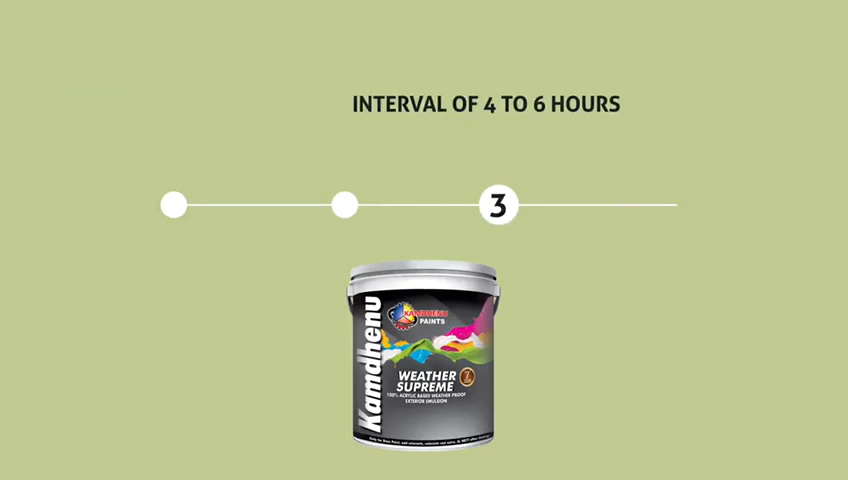 INTERVAL OF 4 TO 6 HOURS
3
Kamdhenu
KAMDHENU
PAINTS
WEATHER
SUPREME
7
100% ACRYLIC BASED WEATHER PROOF
EXTERIOR EMULSION